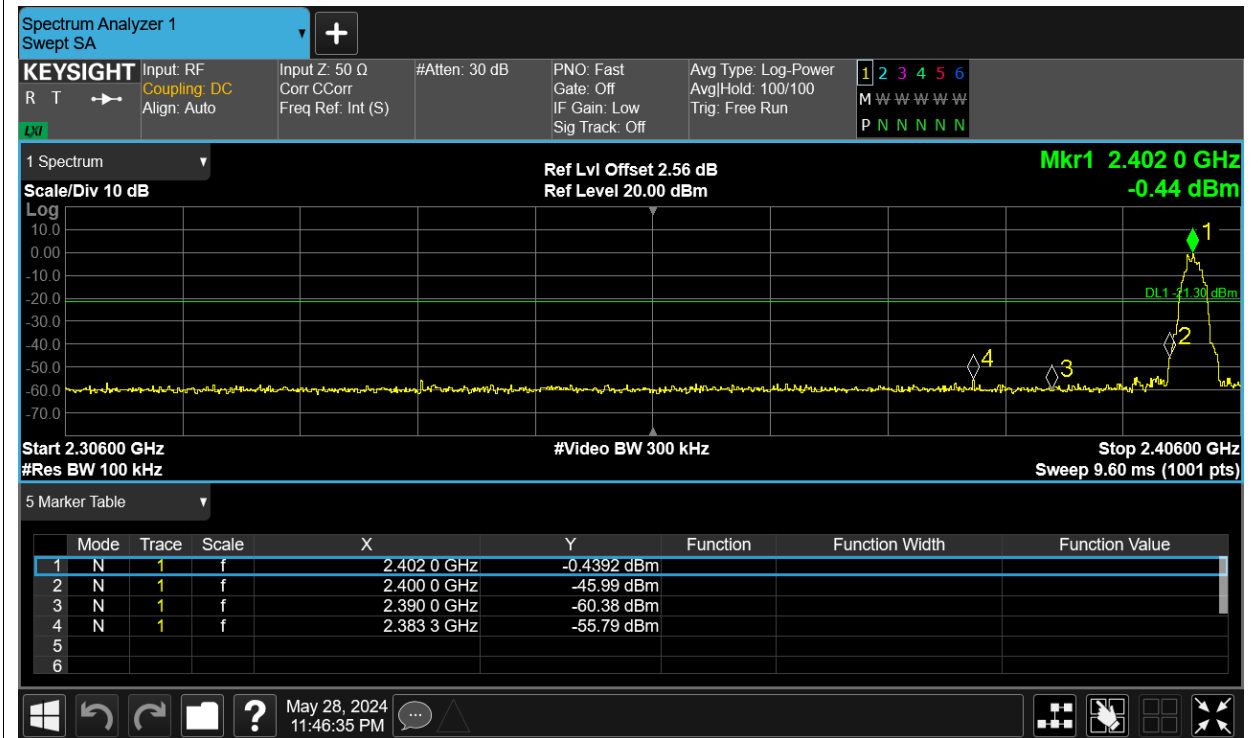 Spectrum Analyzer 1
Swept SA
KEYSIGHT
R T
LXI
Input: RF
Coupling: DC
Align: Auto
Input Z: 50 Ω
Corr CCorr
Freq Ref: Int (S)
#Atten: 30 dB
PNO: Fast
Gate: Off
IF Gain: Low
Sig Track: Off
Avg Type: Log-Power
Avg|Hold: 100/100
Trig: Free Run
1 2 3 4 5 6
M W W W W W
P N N N N N
1 Spectrum
Scale/Div 10 dB
Ref Lvl Offset 2.56 dB
Ref Level 20.00 dBm
Mkr1 2.402 0 GHz
-0.44 dBm
Log
10.0
0.00
-10.0
-20.0
-30.0
-40.0
-50.0
-60.0
-70.0
1
DL1 -21.30 dBm
2
4
3
Start 2.30600 GHz
#Video BW 300 kHz
Stop 2.40600 GHz
#Res BW 100 kHz
Sweep 9.60 ms (1001 pts)
5 Marker Table
Mode Trace Scale X Y Function Function Width Function Value
1 N 1 f 2.402 0 GHz -0.4392 dBm
2 N 1 f 2.400 0 GHz -45.99 dBm
3 N 1 f 2.390 0 GHz -60.38 dBm
4 N 1 f 2.383 3 GHz -55.79 dBm
5
6
?
May 28, 2024
11:46:35 PM